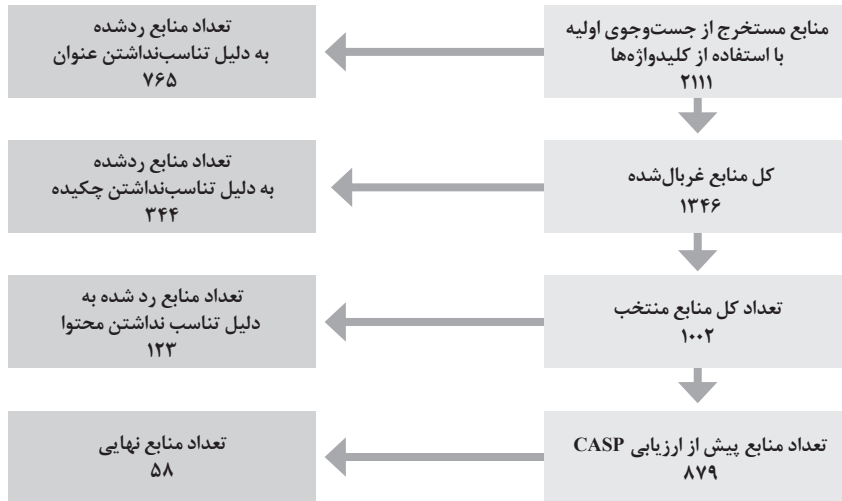 منابع مستخرج از جست‌وجوی اولیه
با استفاده از کلیدواژه‌ها
۲۱۱۱
تعداد منابع ردشده
به دلیل تناسب‌نداشتن عنوان
۷۶۵
کل منابع غربال‌شده
۱۳۴۶
تعداد منابع ردشده
به دلیل تناسب‌نداشتن چکیده
۳۴۴
تعداد کل منابع منتخب
۱۰۰۲
تعداد منابع رد شده به
دلیل تناسب نداشتن محتوا
۱۲۳
تعداد منابع پیش از ارزیابی CASP
۸۷۹
تعداد منابع نهایی
۵۸